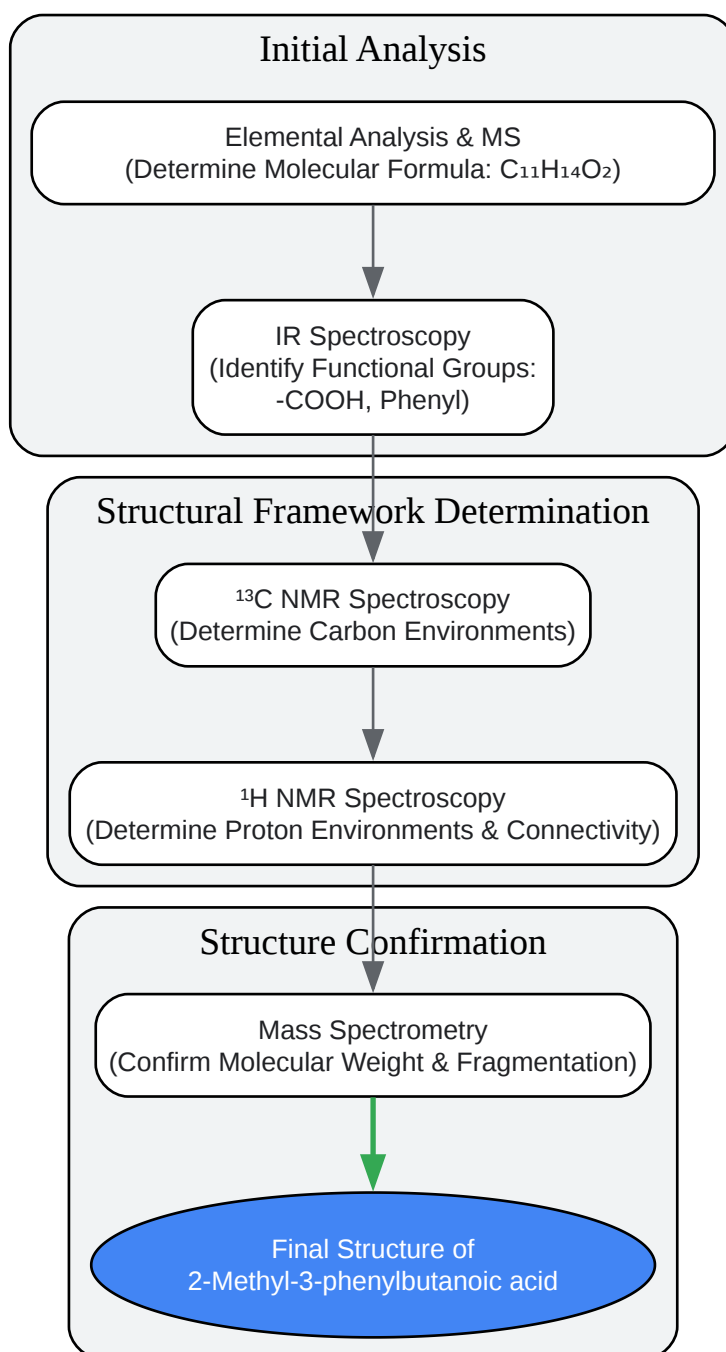 Initial Analysis
Elemental Analysis & MS
(Determine Molecular Formula: C₁₁H₁₄O₂)
IR Spectroscopy
(Identify Functional Groups:
-COOH, Phenyl)
Structural Framework Determination
¹³C NMR Spectroscopy
(Determine Carbon Environments)
¹H NMR Spectroscopy
(Determine Proton Environments & Connectivity)
Structure Confirmation
Mass Spectrometry
(Confirm Molecular Weight & Fragmentation)
Final Structure of
2-Methyl-3-phenylbutanoic acid